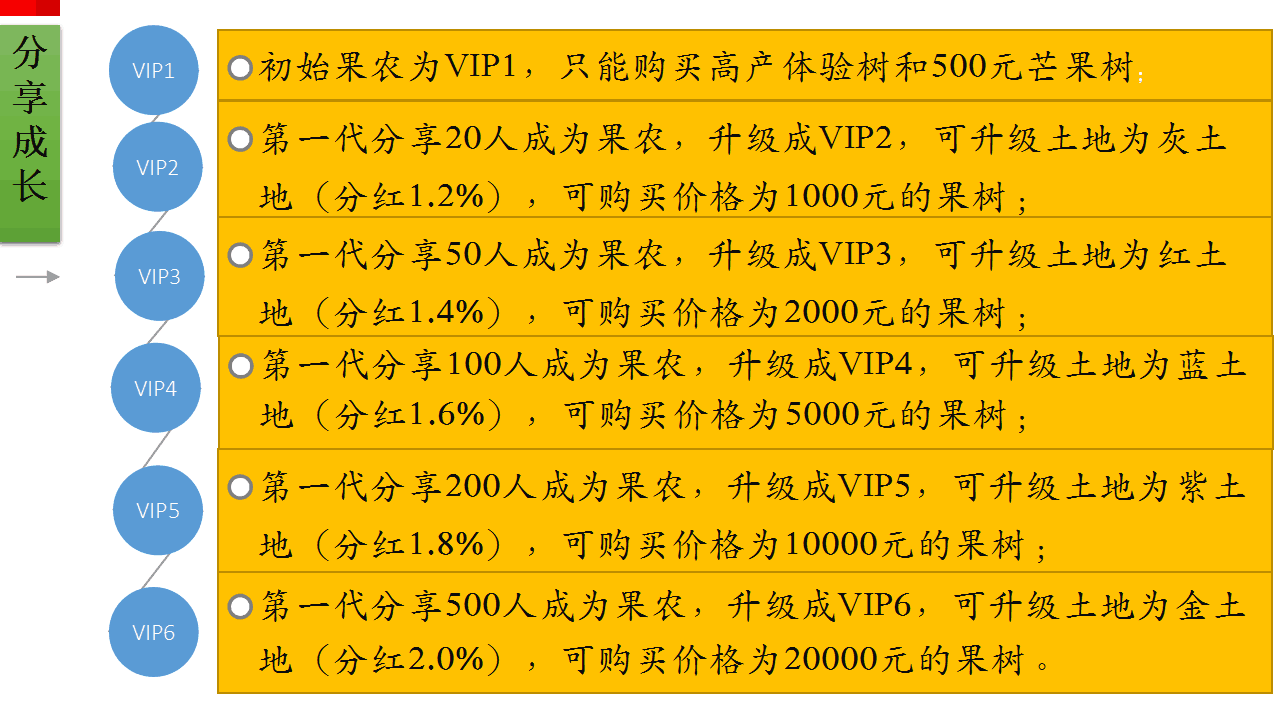 分享成长
VIP1
初始果农为VIP1，只能购买高产体验树和500元芒果树;
VIP2
第一代分享20人成为果农，升级成VIP2，可升级土地为灰土
地（分红1.2%），可购买价格为1000元的果树；
VIP3
第一代分享50人成为果农，升级成VIP3，可升级土地为红土
地（分红1.4%），可购买价格为2000元的果树；
VIP4
第一代分享100人成为果农，升级成VIP4，可升级土地为蓝土
地（分红1.6%），可购买价格为5000元的果树；
VIP5
第一代分享200人成为果农，升级成VIP5，可升级土地为紫土
地（分红1.8%），可购买价格为10000元的果树；
VIP6
第一代分享500人成为果农，升级成VIP6，可升级土地为金土
地（分红2.0%），可购买价格为20000元的果树。